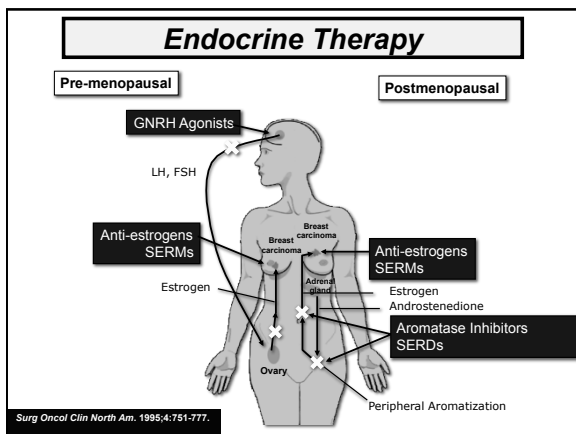 Endocrine Therapy
Pre-menopausal
Postmenopausal
GNRH Agonists
LH, FSH
Breast
carcinoma
Breast
carcinoma
Anti-estrogens
SERMs
Anti-estrogens
SERMs
Adrenal
gland
Estrogen
Estrogen
Androstenedione
Aromatase Inhibitors
SERDs
Ovary
Peripheral Aromatization
Surg Oncol Clin North Am. 1995;4:751-777.